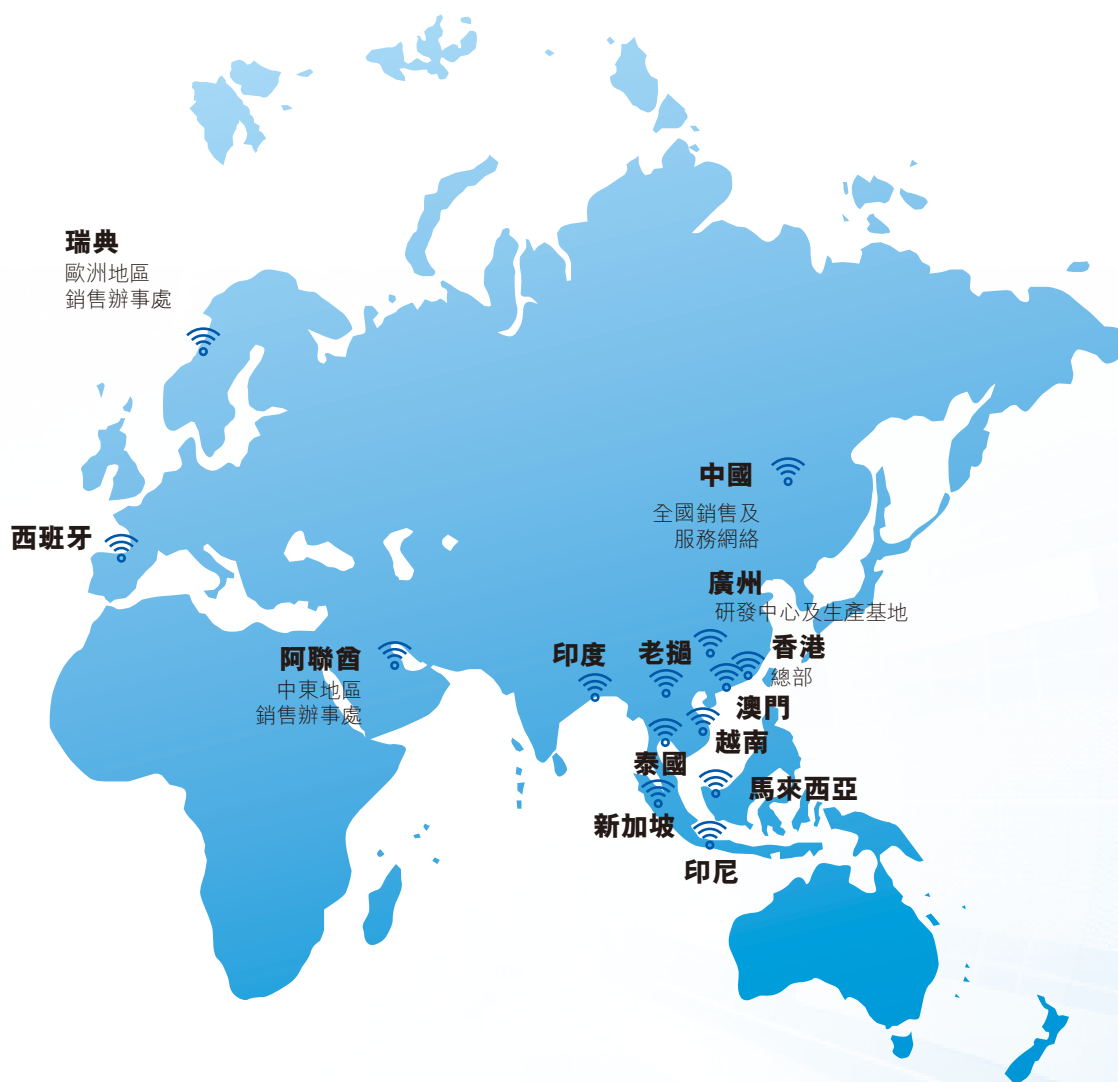 瑞典
歐洲地區
銷售辦事處
中國
全國銷售及
服務網絡
西班牙
廣州
研發中心及生產基地
阿聯酋
中東地區
銷售辦事處
印度
老撾
香港
總部
澳門
越南
泰國
馬來西亞
新加坡
印尼